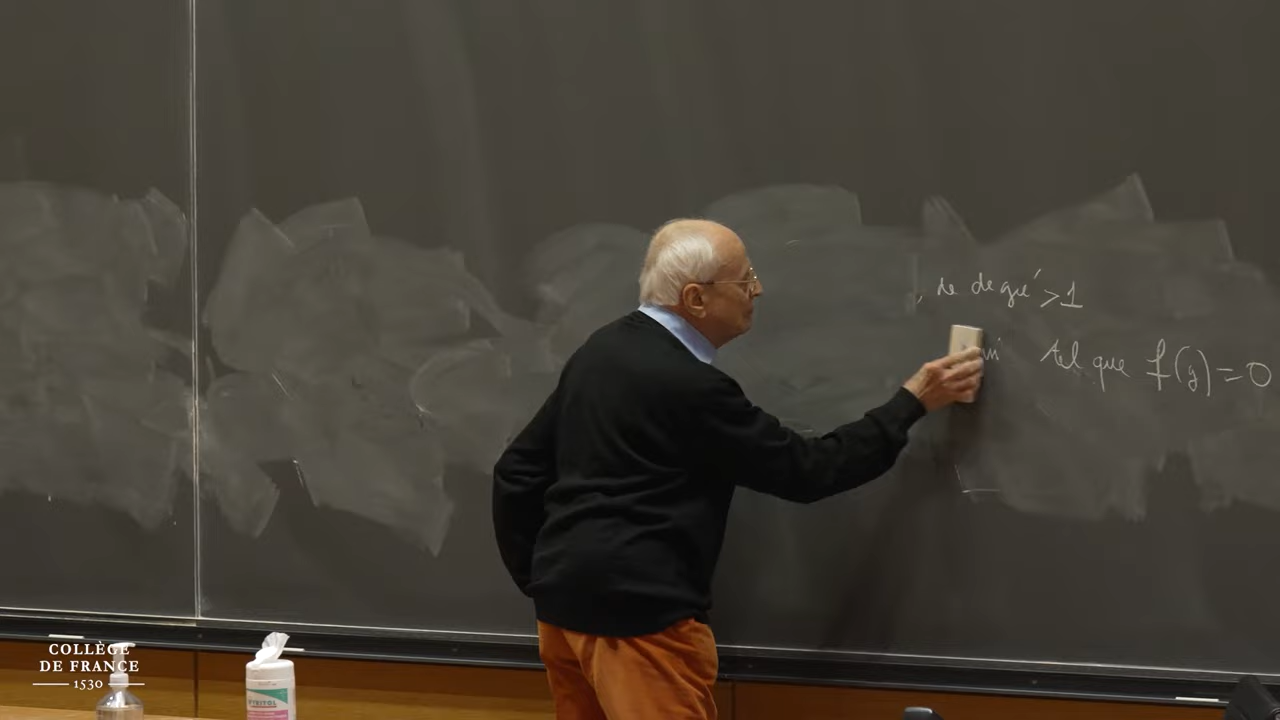 , de degré >1
tel que f(y)=0
COLLÈGE
DE FRANCE
1530